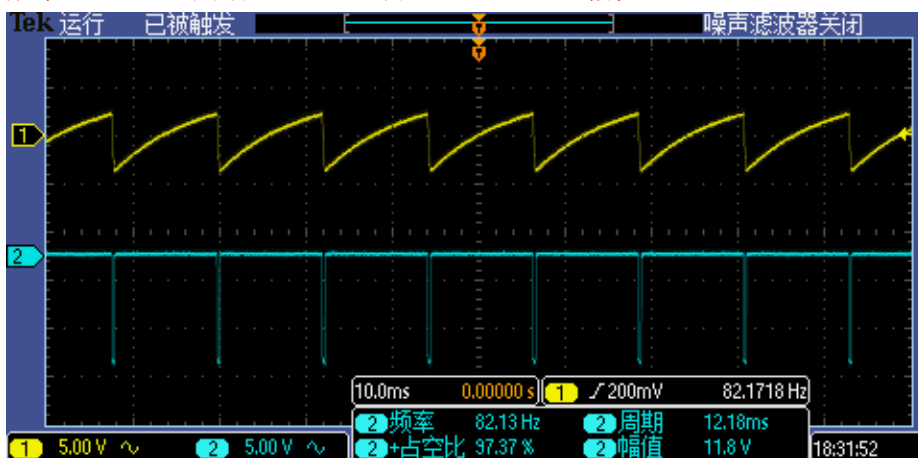 Tek 运行 已被触发 噪声滤波器关闭
1
2
10.0ms 0.00000 s 1 200mV 82.1718 Hz
2 频率 82.13 Hz 2 周期 12.18ms
1 5.00 V 2 5.00 V 2 +占空比 97.37 % 2 幅值 11.8 V 18:31:52